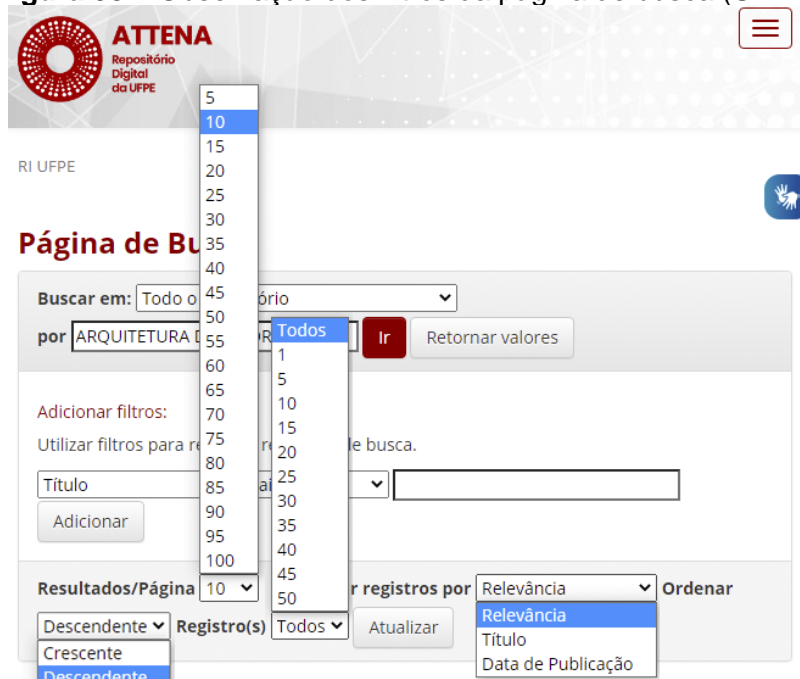 ATTENA
Repositório
Digital
da UFPE
RI UFPE
Página de Bu
Buscar em: Todo o ório
por ARQUITETURA Ir Retornar valores
Adicionar filtros:
Utilizar filtros para de busca.
Título
Adicionar
Resultados/Página 10 registros por Relevância Ordenar
Descendente Registro(s) Todos Atualizar
5
10
15
20
25
30
35
40
45
50
55
60
65
70
75
80
85
90
95
100
Todos
1
5
10
15
20
25
30
35
40
45
50
Relevância
Título
Data de Publicação
Crescente
Descendente